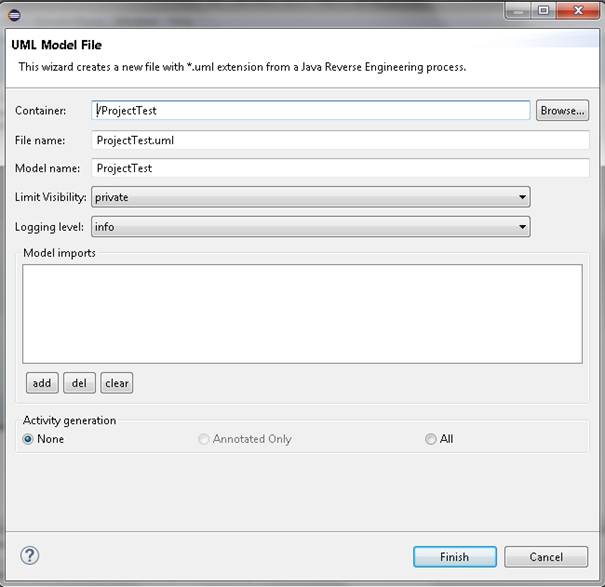 UML Model File
This wizard creates a new file with *.uml extension from a Java Reverse Engineering process.
Container: /ProjectTest Browse...
File name: ProjectTest.uml
Model name: ProjectTest
Limit Visibility: private
Logging level: info
Model imports
add del clear
Activity generation
None Annotated Only All
? Finish Cancel